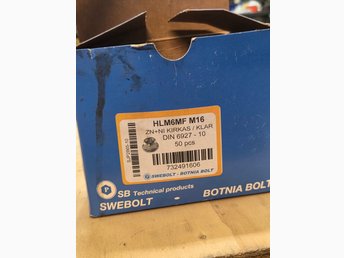 HLM6MF M16
ZN+NI KIRKAS / KLAR
DIN 6927 - 10
50 pcs
732491606
SWEBOLT - BOTNIA BOLT
SB Technical products
SWEBOLT - BOTNIA BOLT